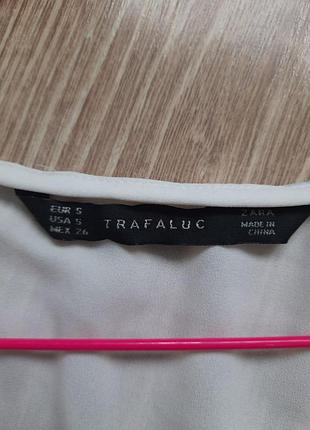 EUR S
USA S
MEX 26
TRAFALUC
ZARA
MADE IN
CHINA